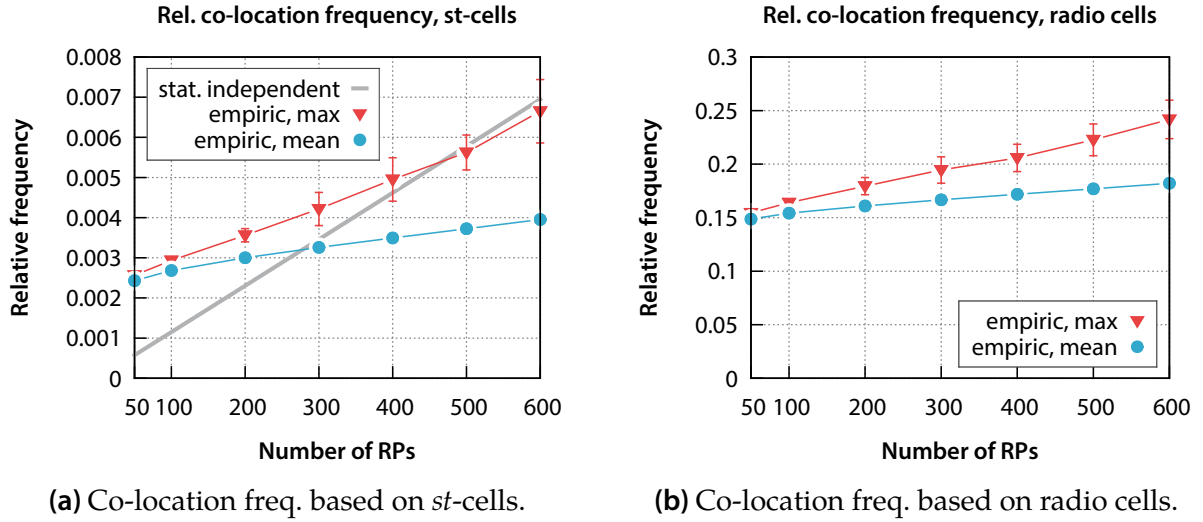 Rel. co-location frequency, st-cells
Relative frequency
0.008
0.007
0.006
0.005
0.004
0.003
0.002
0.001
0
stat. independent
empiric, max
empiric, mean
50 100 200 300 400 500 600
Number of RPs
(a) Co-location freq. based on st-cells.
Rel. co-location frequency, radio cells
Relative frequency
0.3
0.25
0.2
0.15
0.1
0.05
0
empiric, max
empiric, mean
50 100 200 300 400 500 600
Number of RPs
(b) Co-location freq. based on radio cells.